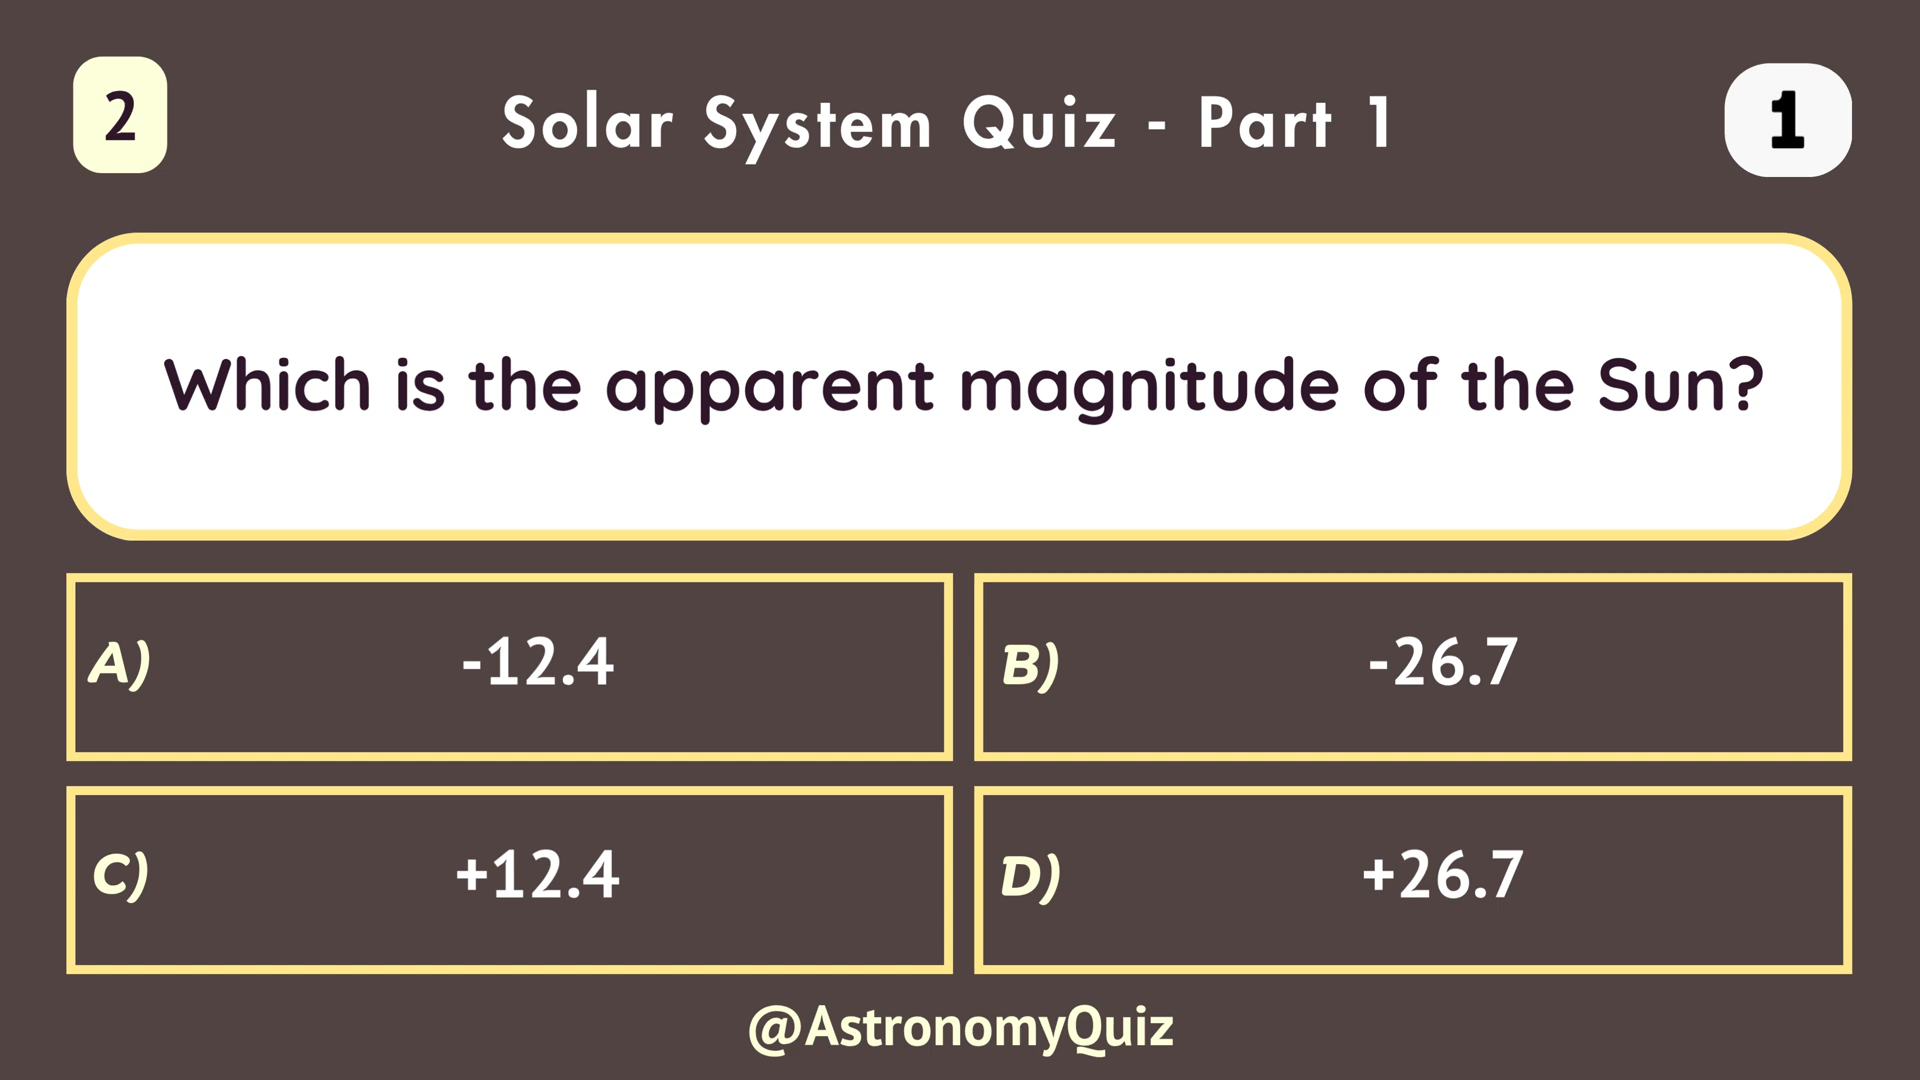 2
Solar System Quiz - Part 1
1
Which is the apparent magnitude of the Sun?
A) -12.4
B) -26.7
C) +12.4
D) +26.7
@AstronomyQuiz